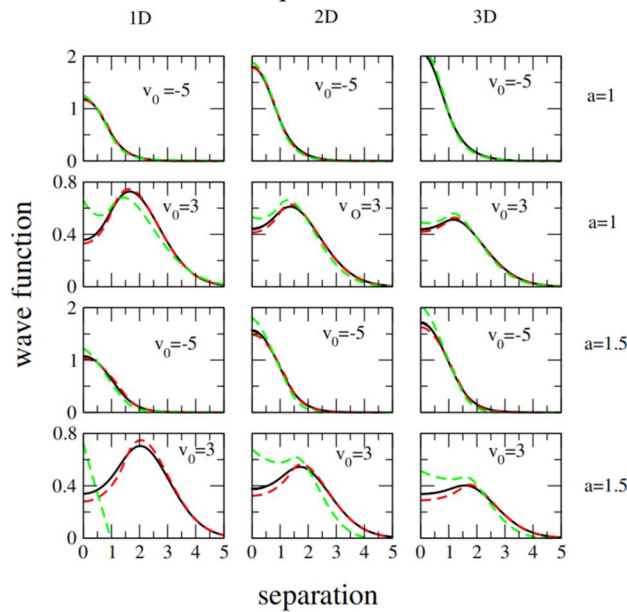 1D 2D 3D
2
v0=-5 v0=-5 v0=-5 a=1
1
0
0.8
v0=3 vO=3 v0=3 a=1
0.4
0
2
v0=-5 v0=-5 v0=-5 a=1.5
1
0
0.8
v0=3 v0=3 v0=3 a=1.5
0.4
0
0 1 2 3 4 5 0 1 2 3 4 5 0 1 2 3 4 5
wave function
separation